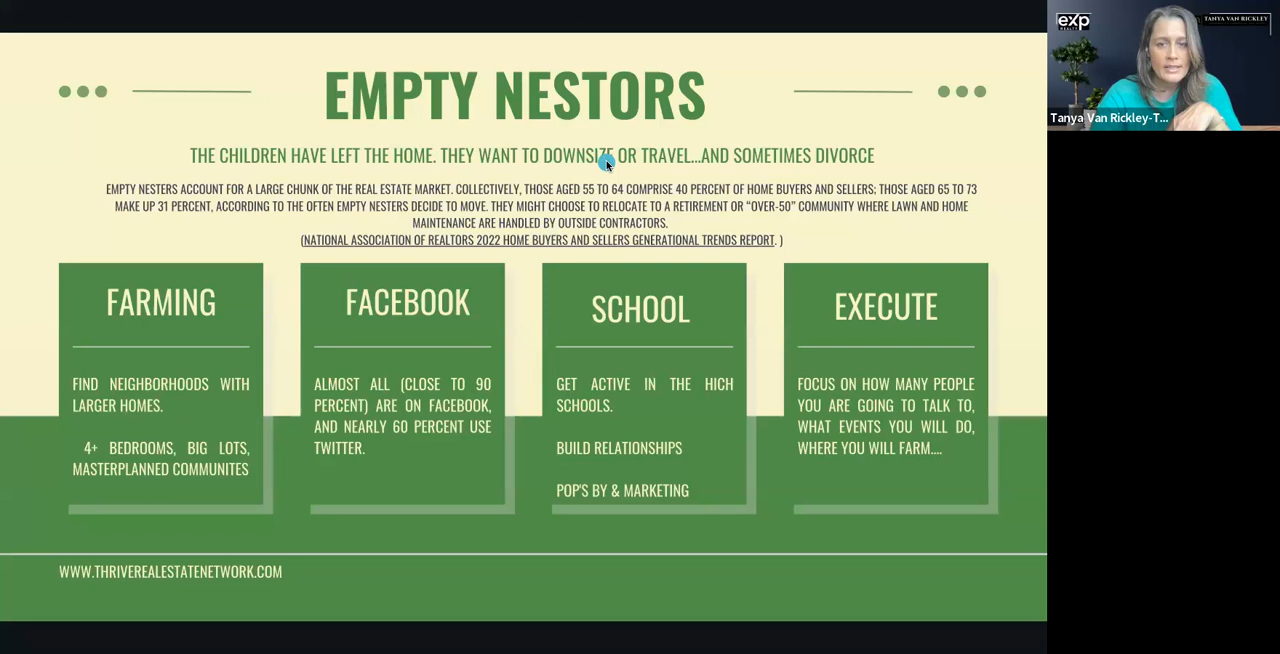 EMPTY NESTORS
THE CHILDREN HAVE LEFT THE HOME. THEY WANT TO DOWNSIZE OR TRAVEL...AND SOMETIMES DIVORCE
EMPTY NESTERS ACCOUNT FOR A LARGE CHUNK OF THE REAL ESTATE MARKET. COLLECTIVELY, THOSE AGED 55 TO 64 COMPRISE 40 PERCENT OF HOME BUYERS AND SELLERS; THOSE AGED 65 TO 73
MAKE UP 31 PERCENT, ACCORDING TO THE OFTEN EMPTY NESTERS DECIDE TO MOVE. THEY MIGHT CHOOSE TO RELOCATE TO A RETIREMENT OR “OVER-50” COMMUNITY WHERE LAWN AND HOME
MAINTENANCE ARE HANDLED BY OUTSIDE CONTRACTORS.
(NATIONAL ASSOCIATION OF REALTORS 2022 HOME BUYERS AND SELLERS GENERATIONAL TRENDS REPORT. )
FARMING
FIND NEIGHBORHOODS WITH
LARGER HOMES.
4+ BEDROOMS, BIG LOTS,
MASTERPLANNED COMMUNITES
FACEBOOK
ALMOST ALL (CLOSE TO 90
PERCENT) ARE ON FACEBOOK,
AND NEARLY 60 PERCENT USE
TWITTER.
SCHOOL
GET ACTIVE IN THE HICH
SCHOOLS.
BUILD RELATIONSHIPS
POP'S BY & MARKETING
EXECUTE
FOCUS ON HOW MANY PEOPLE
YOU ARE GOING TO TALK TO,
WHAT EVENTS YOU WILL DO,
WHERE YOU WILL FARM....
WWW.THRIVEREALESTATENETWORK.COM
exp
TANYA VAN RICKLEY
Tanya Van Rickley-T...